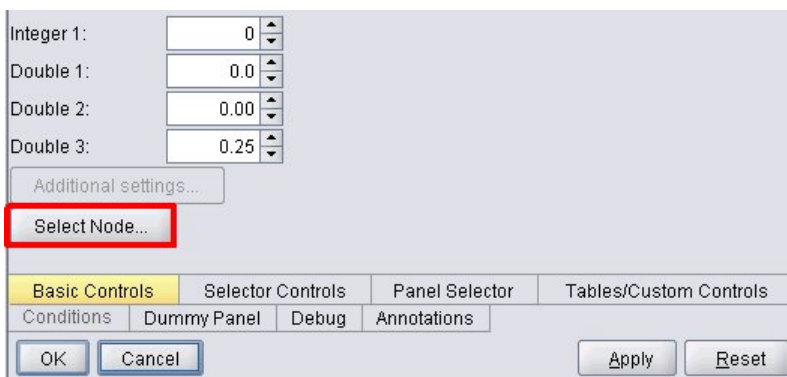 Integer 1: 0
Double 1: 0.0
Double 2: 0.00
Double 3: 0.25
Additional settings...
Select Node...
Basic Controls Selector Controls Panel Selector Tables/Custom Controls
Conditions Dummy Panel Debug Annotations
OK Cancel Apply Reset